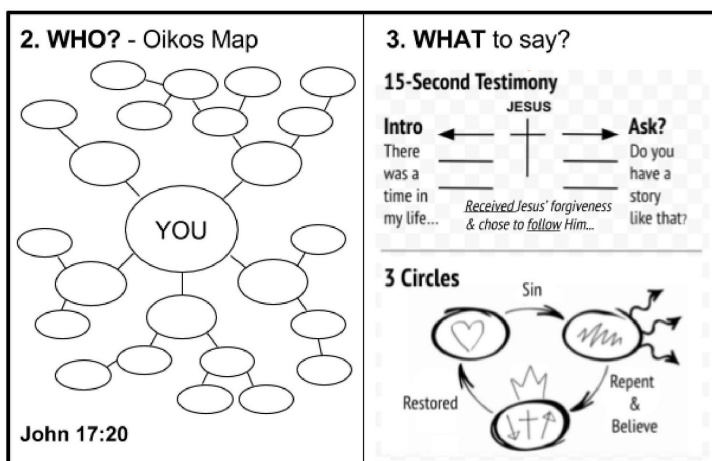 2. WHO? - Oikos Map
YOU
John 17:20
3. WHAT to say?
15-Second Testimony
JESUS
Intro
There
was a
time in
my life...
Received Jesus' forgiveness
& chose to follow Him...
Ask?
Do you
have a
story
like that?
3 Circles
Sin
Repent
&
Believe
Restored